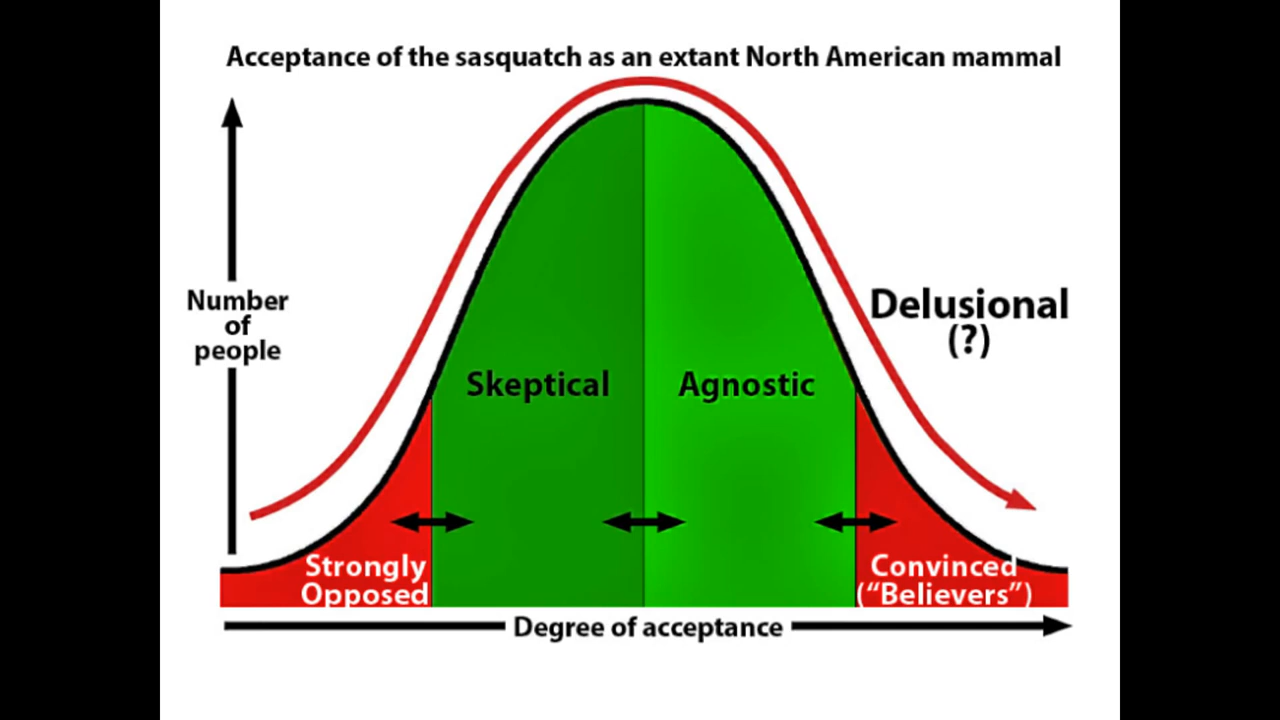 Acceptance of the sasquatch as an extant North American mammal
Number
of
people
Delusional
(?)
Skeptical
Agnostic
Strongly
Opposed
Convinced
(“Believers”)
Degree of acceptance